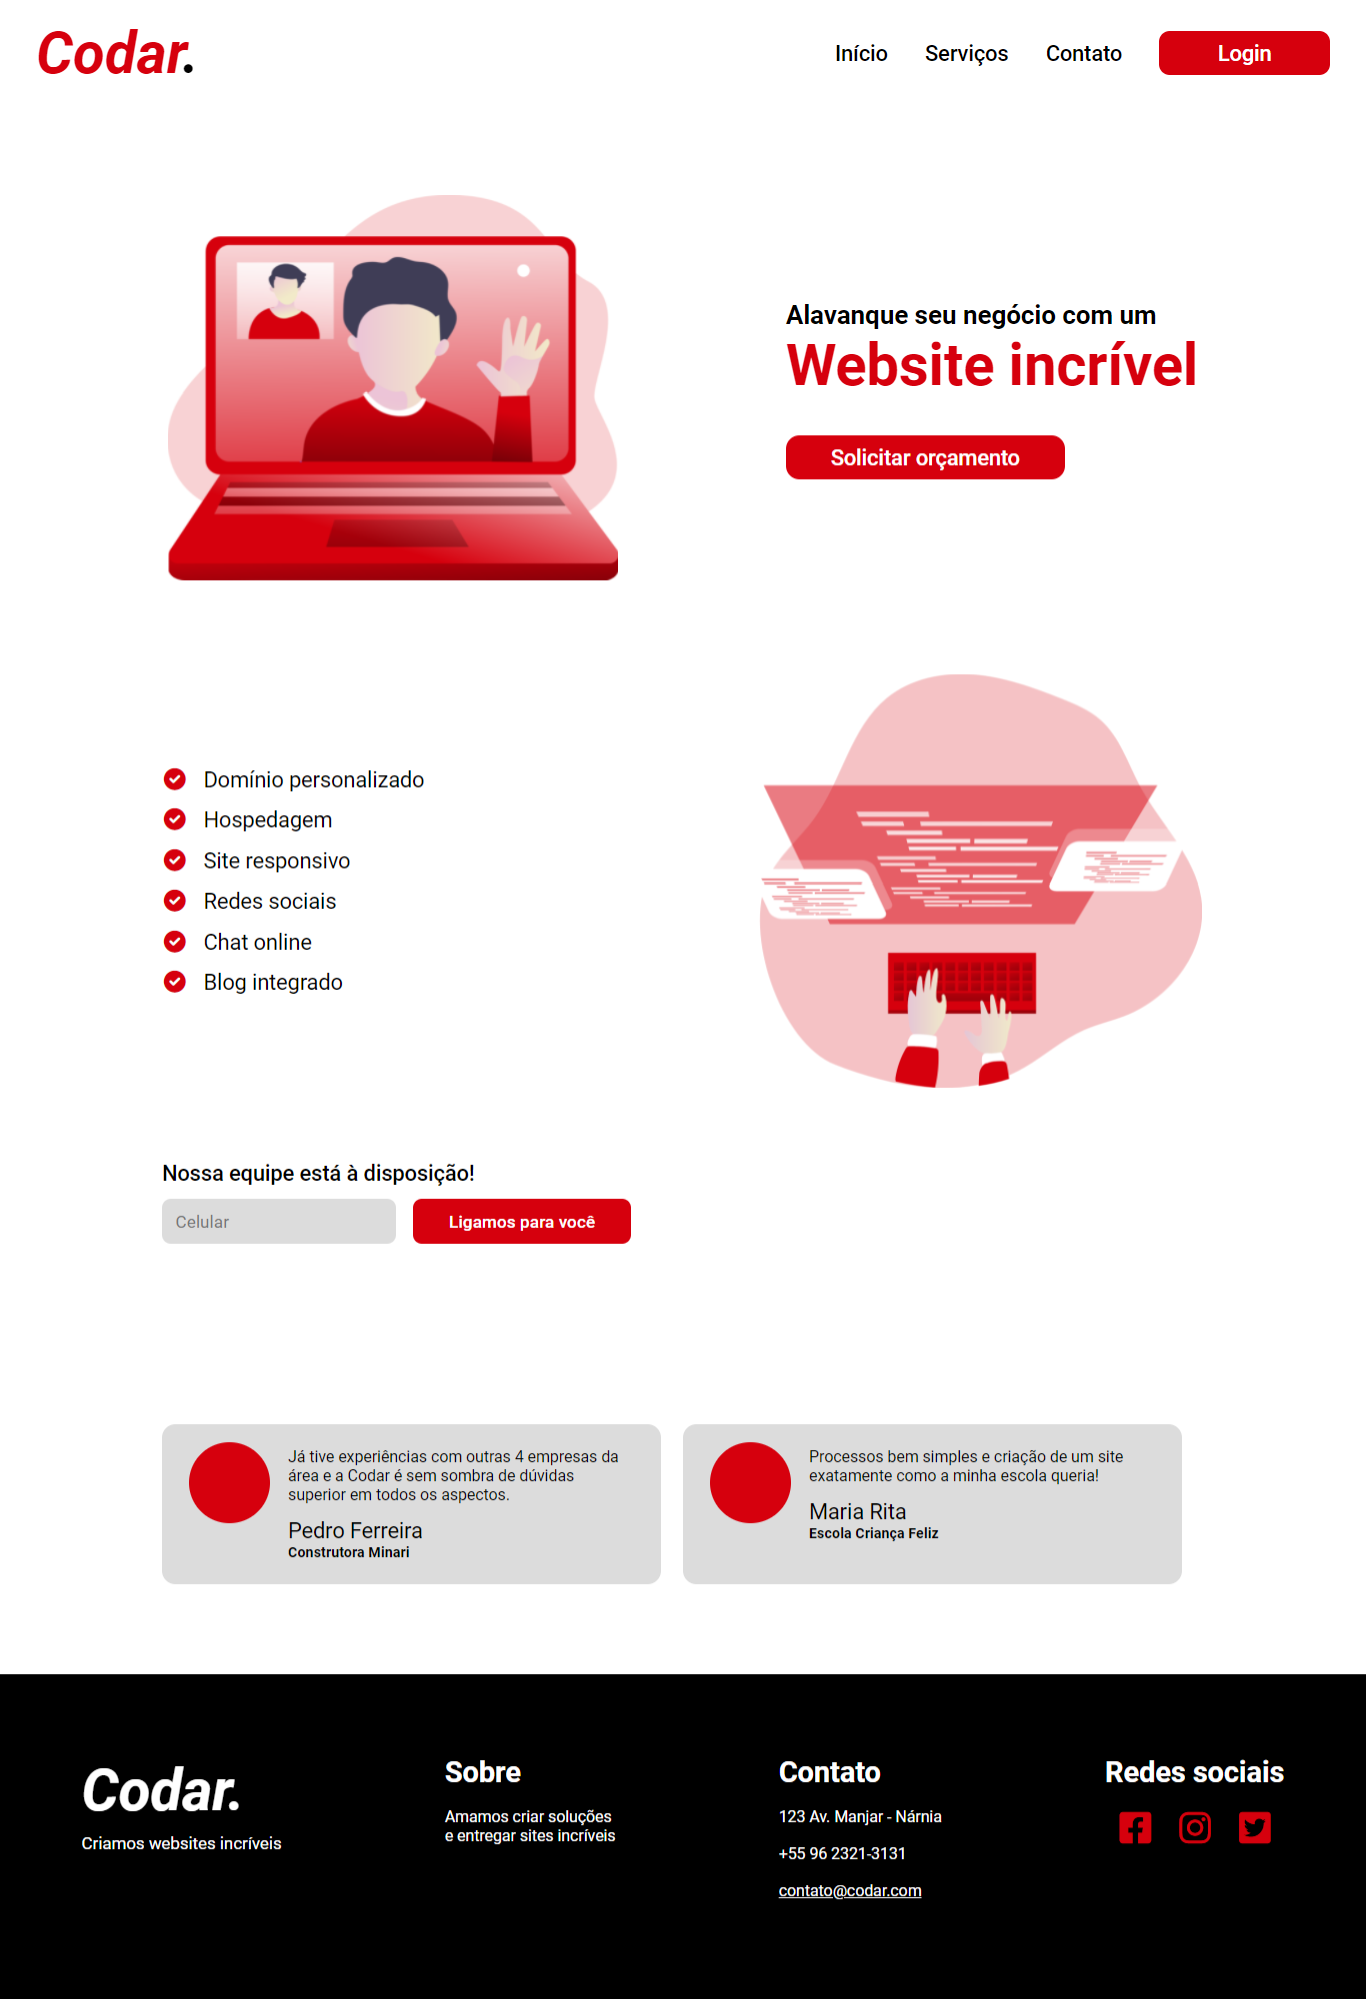 Codar.
Início
Serviços
Contato
Login
Alavanque seu negócio com um
Website incrível
Solicitar orçamento
Domínio personalizado
Hospedagem
Site responsivo
Redes sociais
Chat online
Blog integrado
Nossa equipe está à disposição!
Celular
Ligamos para você
Já tive experiências com outras 4 empresas da
área e a Codar é sem sombra de dúvidas
superior em todos os aspectos.
Pedro Ferreira
Construtora Minari
Processos bem simples e criação de um site
exatamente como a minha escola queria!
Maria Rita
Escola Criança Feliz
Codar.
Criamos websites incríveis
Sobre
Amamos criar soluções
e entregar sites incríveis
Contato
123 Av. Manjar - Nárnia
+55 96 2321-3131
contato@codar.com
Redes sociais